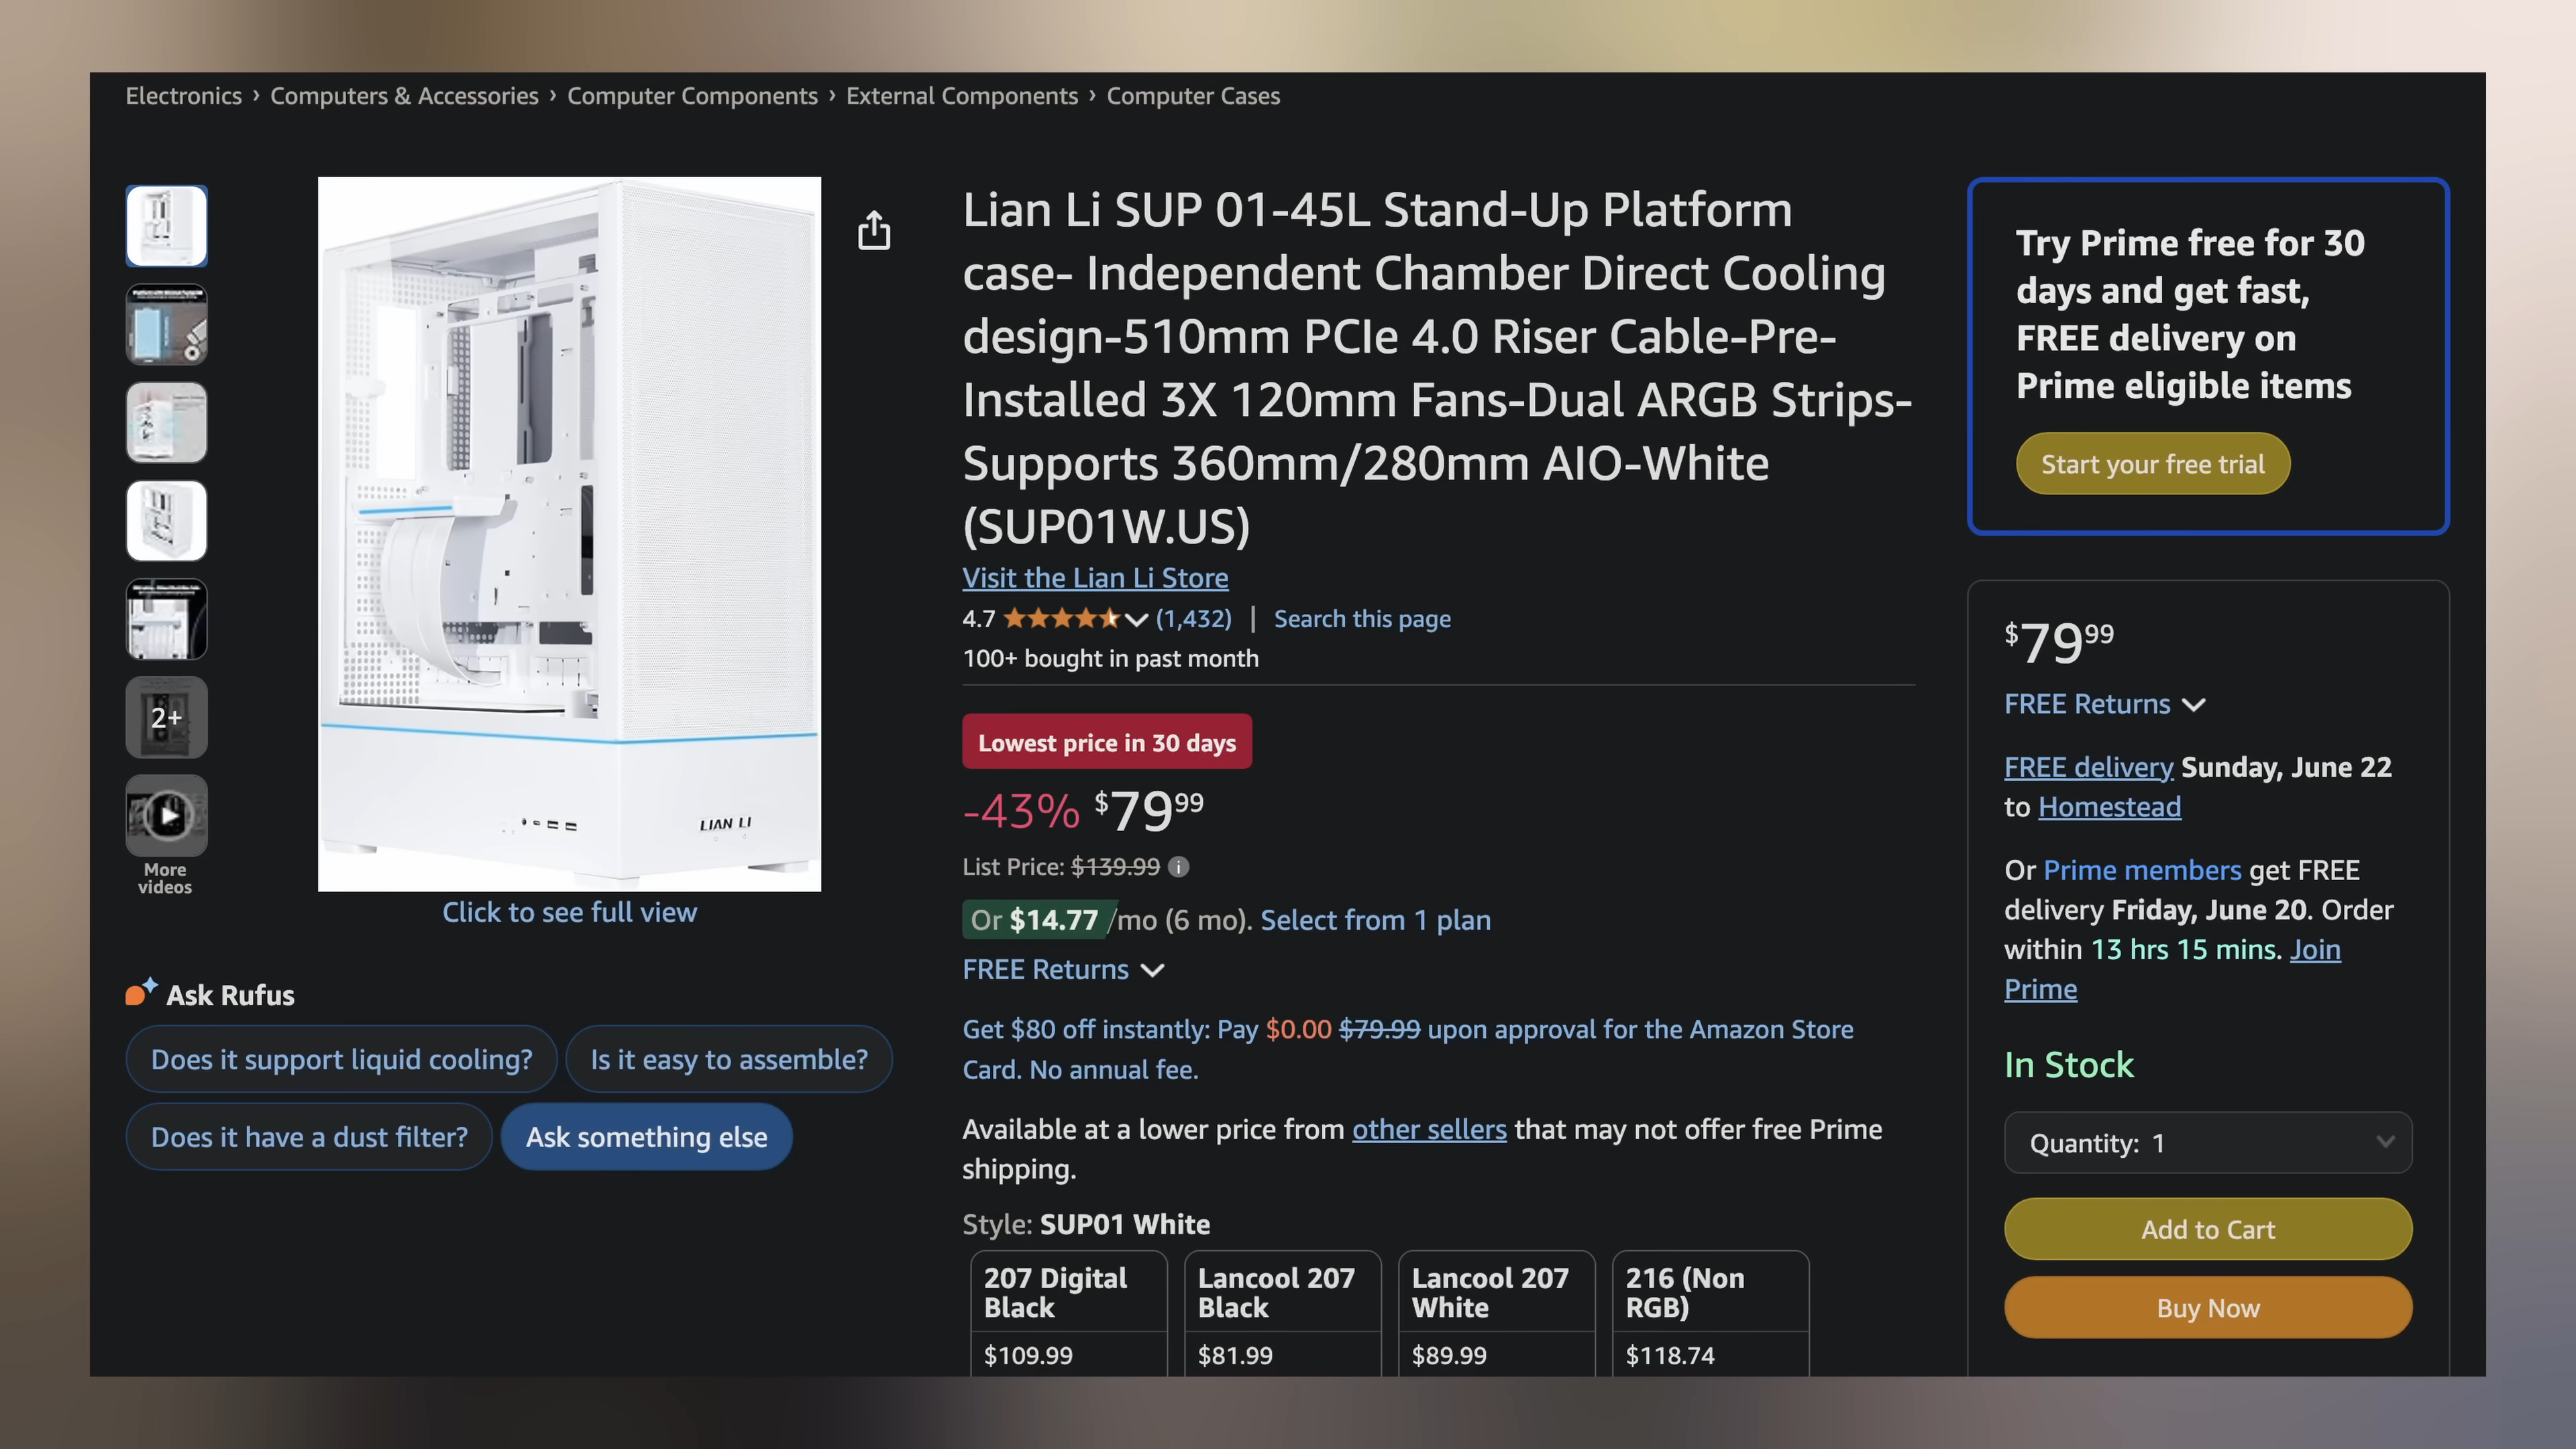 Electronics › Computers & Accessories › Computer Components › External Components › Computer Cases
2+
More
videos
LIAN LI
Click to see full view
Ask Rufus
Does it support liquid cooling?
Is it easy to assemble?
Does it have a dust filter?
Ask something else
Lian Li SUP 01-45L Stand-Up Platform
case- Independent Chamber Direct Cooling
design-510mm PCIe 4.0 Riser Cable-Pre-
Installed 3X 120mm Fans-Dual ARGB Strips-
Supports 360mm/280mm AIO-White
(SUP01W.US)
Visit the Lian Li Store
4.7 (1,432) | Search this page
100+ bought in past month
Lowest price in 30 days
-43% $79 99
List Price: $139.99
Or $14.77 /mo (6 mo). Select from 1 plan
FREE Returns
Get $80 off instantly: Pay $0.00 $79.99 upon approval for the Amazon Store
Card. No annual fee.
Available at a lower price from other sellers that may not offer free Prime
shipping.
Style: SUP01 White
207 Digital
Black
$109.99
Lancool 207
Black
$81.99
Lancool 207
White
$89.99
216 (Non
RGB)
$118.74
Try Prime free for 30
days and get fast,
FREE delivery on
Prime eligible items
Start your free trial
$79 99
FREE Returns
FREE delivery Sunday, June 22
to Homestead
Or Prime members get FREE
delivery Friday, June 20. Order
within 13 hrs 15 mins. Join
Prime
In Stock
Quantity: 1
Add to Cart
Buy Now